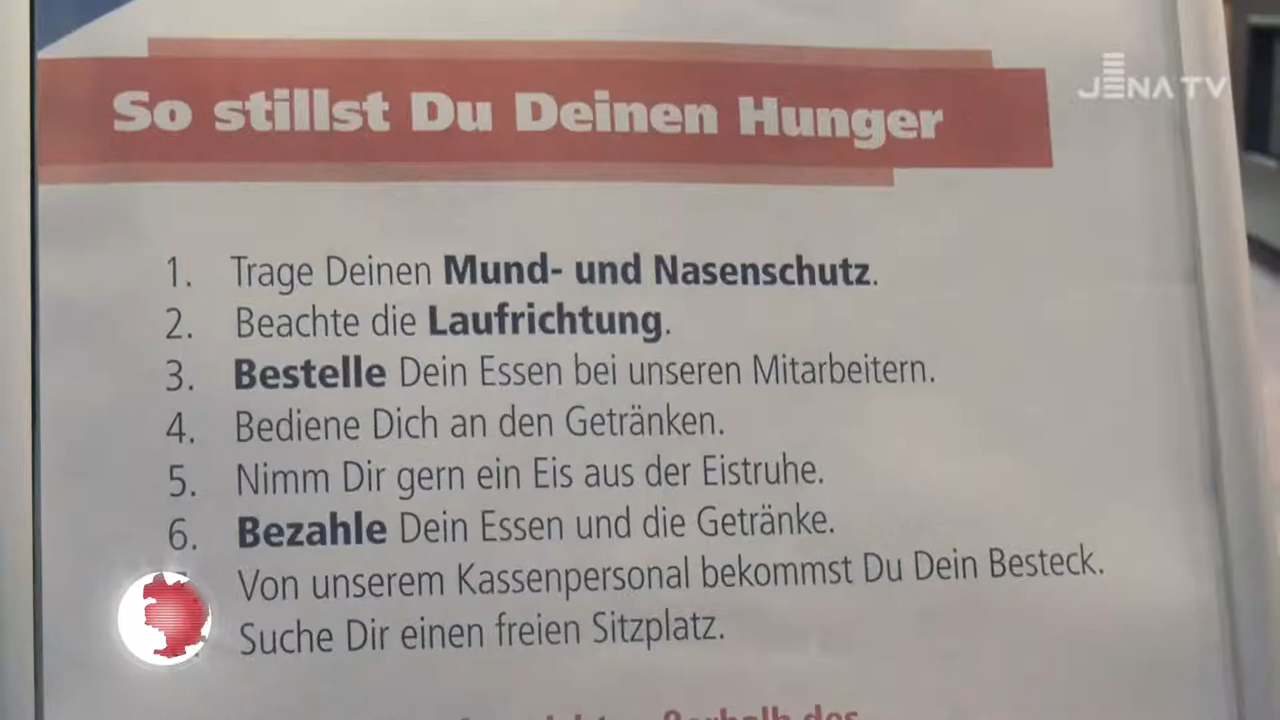 JENA TV
So stillst Du Deinen Hunger
1. Trage Deinen Mund- und Nasenschutz.
2. Beachte die Laufrichtung.
3. Bestelle Dein Essen bei unseren Mitarbeitern.
4. Bediene Dich an den Getränken.
5. Nimm Dir gern ein Eis aus der Eistruhe.
6. Bezahle Dein Essen und die Getränke.
Von unserem Kassenpersonal bekommst Du Dein Besteck.
Suche Dir einen freien Sitzplatz.
des